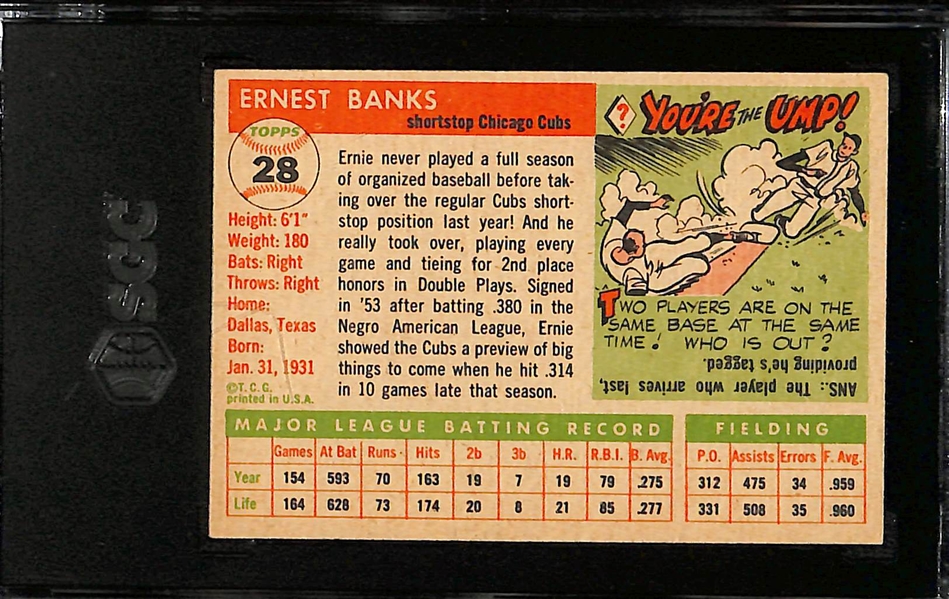 SGC
ERNEST BANKS
shortstop Chicago Cubs
TOPPS
28
Height: 6'1"
Weight: 180
Bats: Right
Throws: Right
Home:
Dallas, Texas
Born:
Jan. 31, 1931
©T. C. G.
printed in U.S.A.
Ernie never played a full season
of organized baseball before tak-
ing over the regular Cubs short-
stop position last year! And he
really took over, playing every
game and tieing for 2nd place
honors in Double Plays. Signed
in '53 after batting .380 in the
Negro American League, Ernie
showed the Cubs a preview of big
things to come when he hit .314
in 10 games late that season.
? YOU'RE THE UMP!
TWO PLAYERS ARE ON THE
SAME BASE AT THE SAME
TIME! WHO IS OUT?
ANS.: The player who arrives last,
providing he's tagged.
MAJOR LEAGUE BATTING RECORD
Games At Bat Runs Hits 2b 3b H.R. R.B.I. B. Avg.
Year 154 593 70 163 19 7 19 79 .275
Life 164 628 73 174 20 8 21 85 .277
FIELDING
P.O. Assists Errors F. Avg.
312 475 34 .959
331 508 35 .960